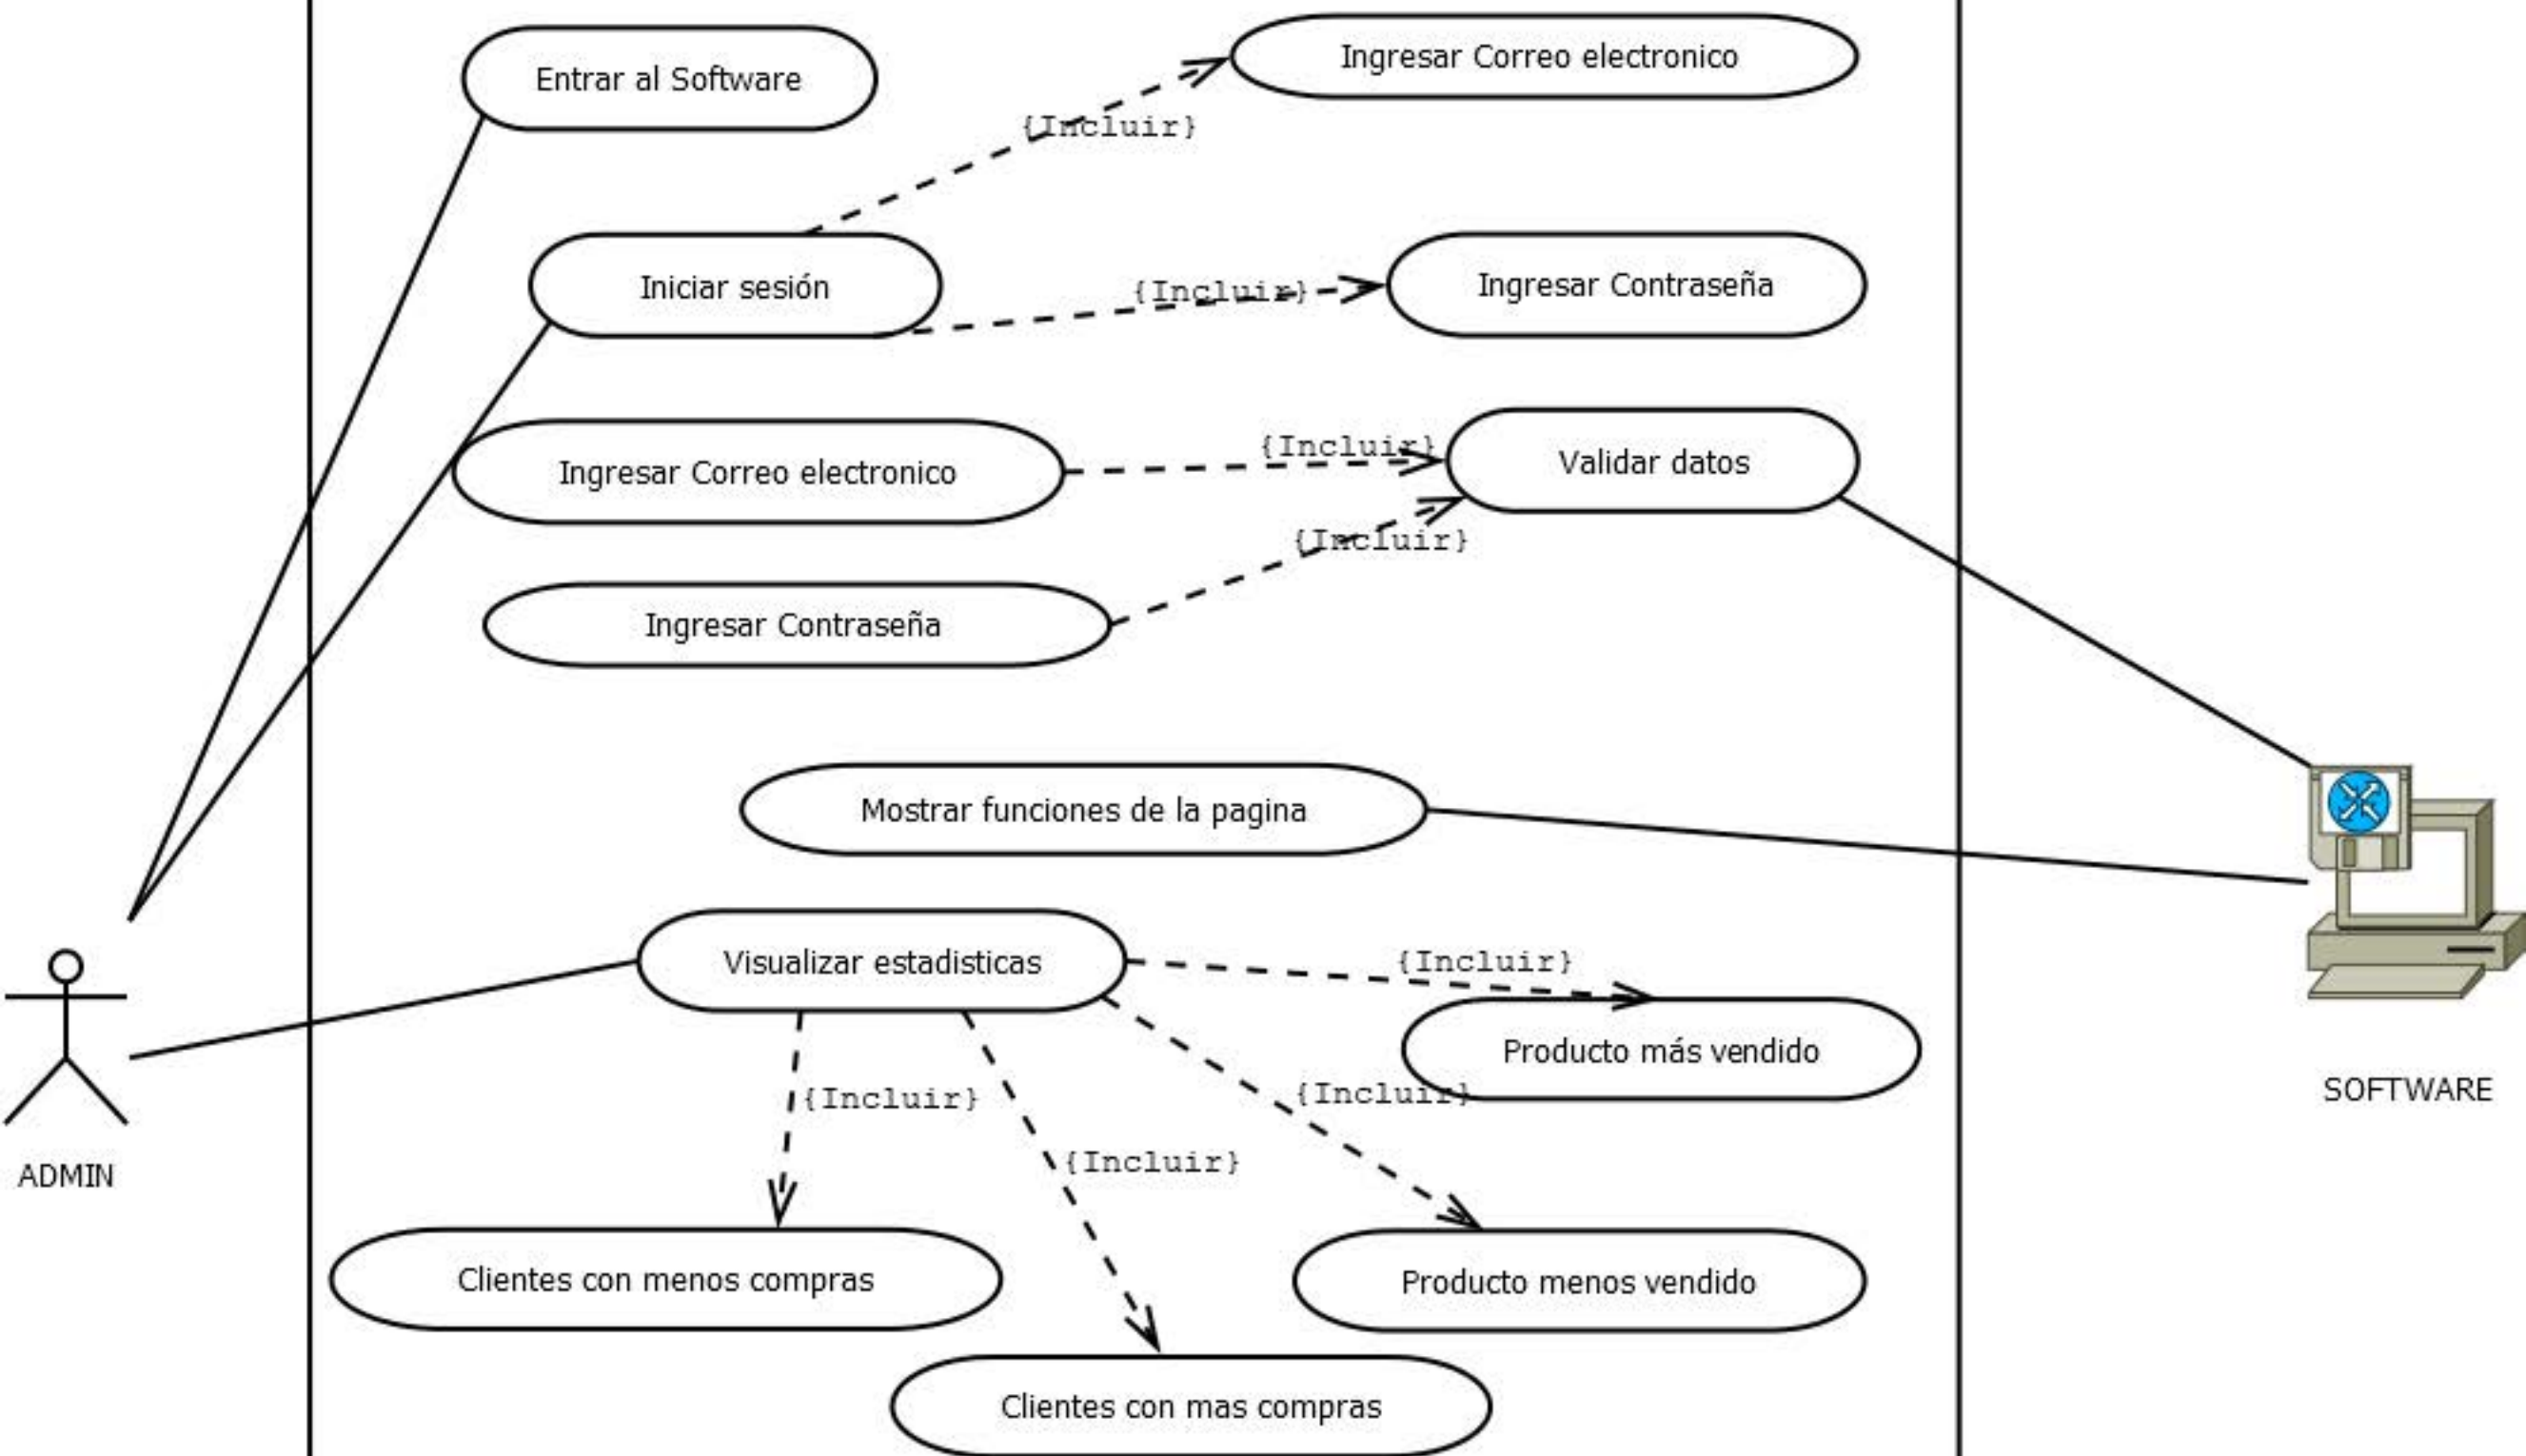 Ingresar Correo electronico
Entrar al Software
{Incluir}
Iniciar sesión
{Incluir}
Ingresar Contraseña
Ingresar Correo electronico
{Incluir}
Validar datos
{Incluir}
Ingresar Contraseña
Mostrar funciones de la pagina
Visualizar estadisticas
{Incluir}
Producto más vendido
{Incluir}
{Incluir}
{Incluir}
SOFTWARE
ADMIN
Clientes con menos compras
Producto menos vendido
Clientes con mas compras